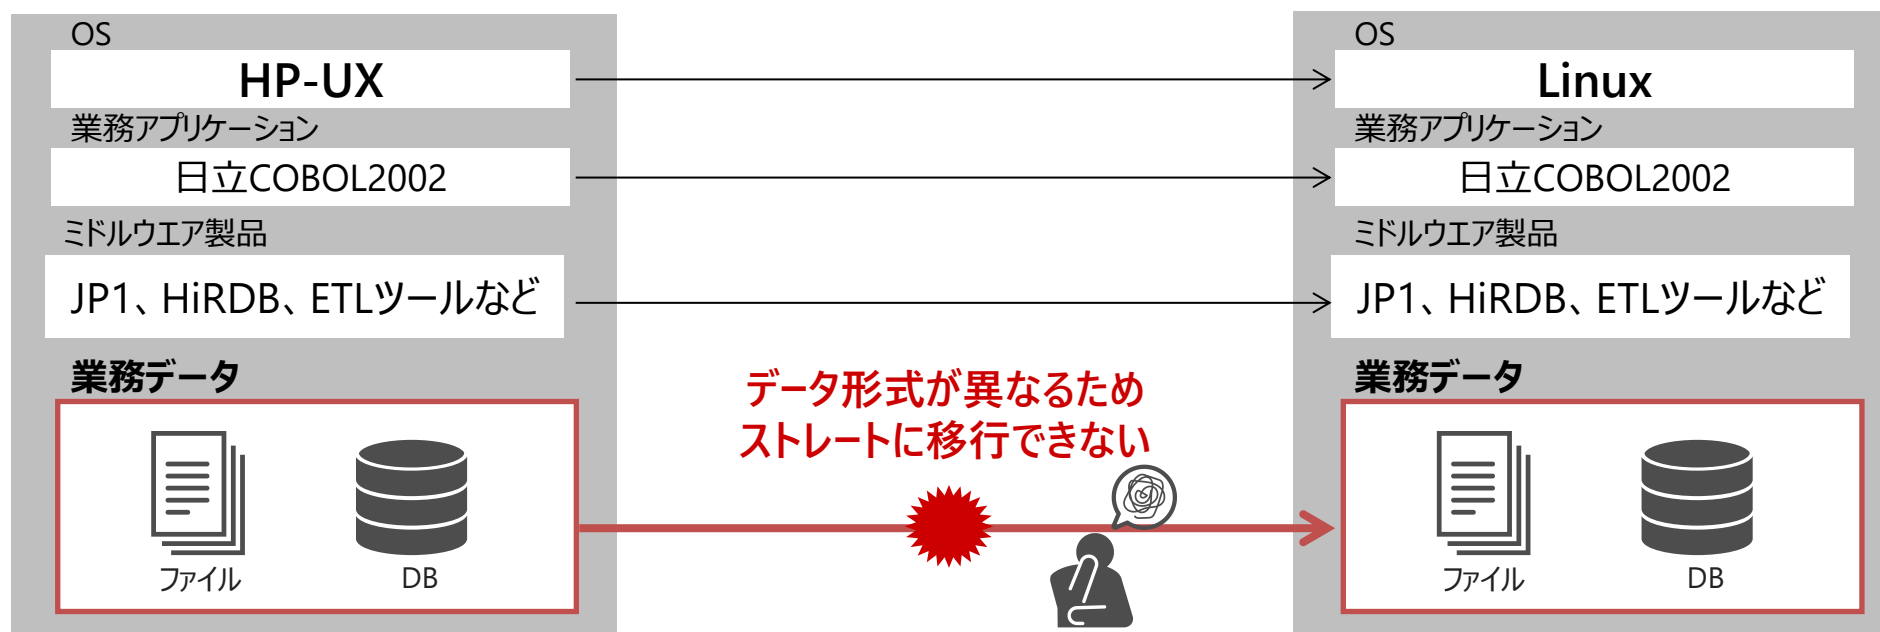 OS
HP-UX
業務アプリケーション
日立COBOL2002
ミドルウエア製品
JP1、HiRDB、ETLツールなど
業務データ
ファイル
DB
データ形式が異なるため
ストレートに移行できない
OS
Linux
業務アプリケーション
日立COBOL2002
ミドルウエア製品
JP1、HiRDB、ETLツールなど
業務データ
ファイル
DB